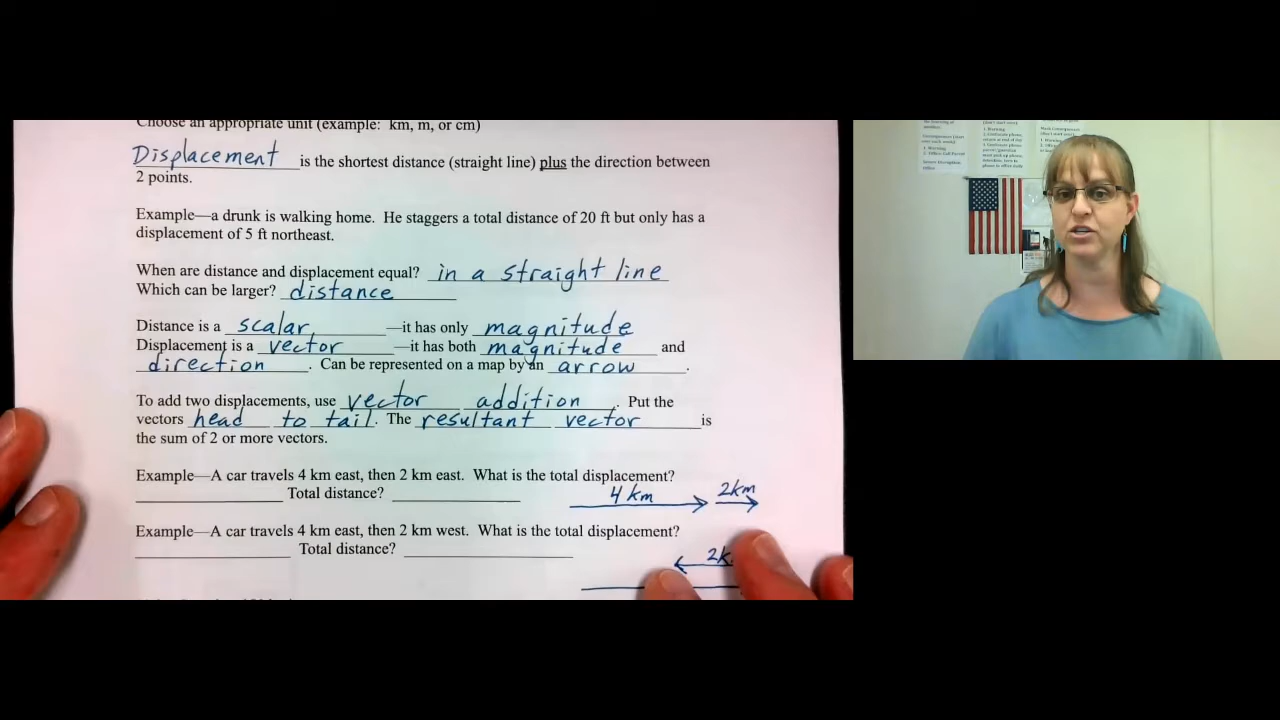 Choose an appropriate unit (example: km, m, or cm)
Displacement is the shortest distance (straight line) plus the direction between
2 points.
Example—a drunk is walking home. He staggers a total distance of 20 ft but only has a
displacement of 5 ft northeast.
When are distance and displacement equal? in a straight line
Which can be larger? distance
Distance is a scalar —it has only magnitude
Displacement is a vector —it has both magnitude and
direction. Can be represented on a map by an arrow.
To add two displacements, use vector addition. Put the
vectors head to tail. The resultant vector is
the sum of 2 or more vectors.
Example—A car travels 4 km east, then 2 km east. What is the total displacement?
Total distance? 4 km 2km
Example—A car travels 4 km east, then 2 km west. What is the total displacement?
Total distance?